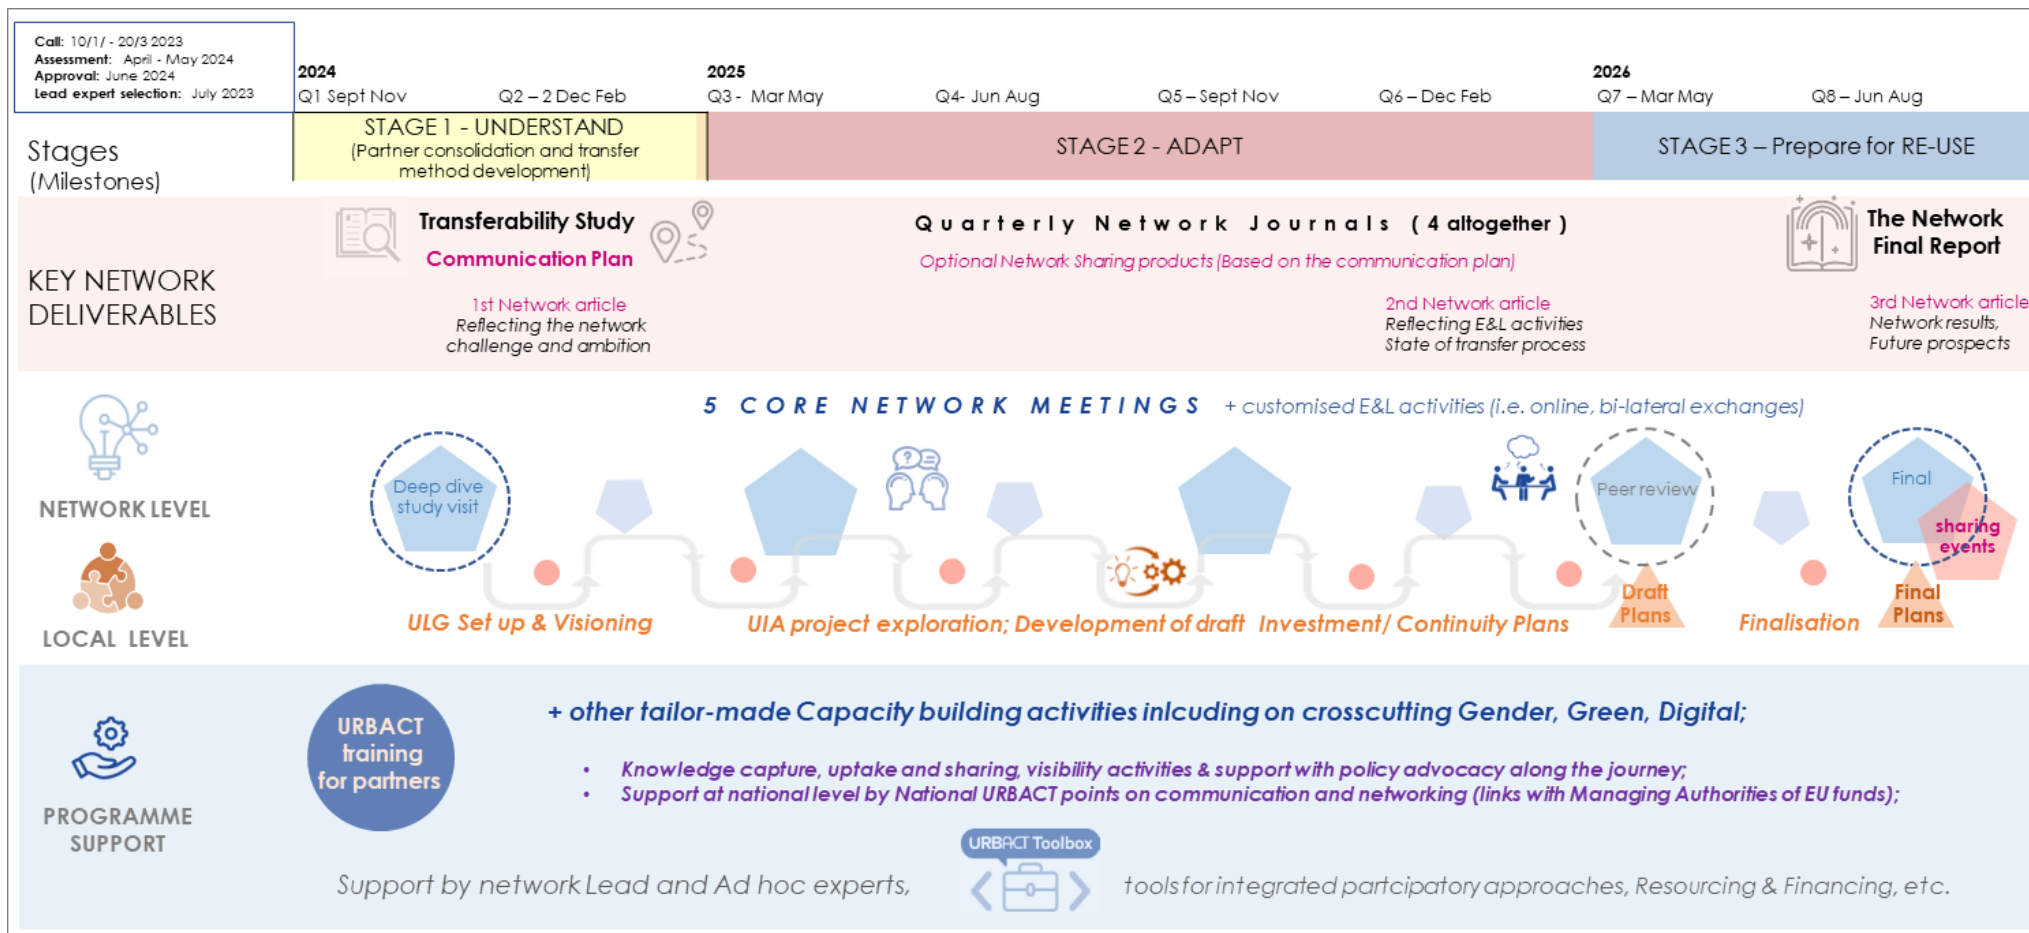 Call: 10/1/ - 20/3 2023
Assessment: April - May 2024
Approval: June 2024
Lead expert selection: July 2023
2024
2025
2026
Q1 Sept Nov
Q2 – 2 Dec Feb
Q3 - Mar May
Q4- Jun Aug
Q5 – Sept Nov
Q6 – Dec Feb
Q7 – Mar May
Q8 – Jun Aug
Stages
(Milestones)
STAGE 1 - UNDERSTAND
(Partner consolidation and transfer
method development)
STAGE 2 - ADAPT
STAGE 3 – Prepare for RE-USE
KEY NETWORK
DELIVERABLES
Transferability Study
Communication Plan
1st Network article
Reflecting the network
challenge and ambition
Quarterly Network Journals ( 4 altogether )
Optional Network Sharing products (Based on the communication plan)
2nd Network article
Reflecting E&L activities
State of transfer process
The Network
Final Report
3rd Network article
Network results,
Future prospects
NETWORK LEVEL
5 CORE NETWORK MEETINGS + customised E&L activities (i.e. online, bi-lateral exchanges)
Deep dive
study visit
Peer review
Final
sharing
events
LOCAL LEVEL
ULG Set up & Visioning
UIA project exploration; Development of draft Investment/ Continuity Plans
Draft
Plans
Finalisation
Final
Plans
PROGRAMME
SUPPORT
URBACT
training
for partners
+ other tailor-made Capacity building activities inlcuding on crosscutting Gender, Green, Digital;
• Knowledge capture, uptake and sharing, visibility activities & support with policy advocacy along the journey;
• Support at national level by National URBACT points on communication and networking (links with Managing Authorities of EU funds);
Support by network Lead and Ad hoc experts,
URBACT Toolbox
tools for integrated partcipatory approaches, Resourcing & Financing, etc.